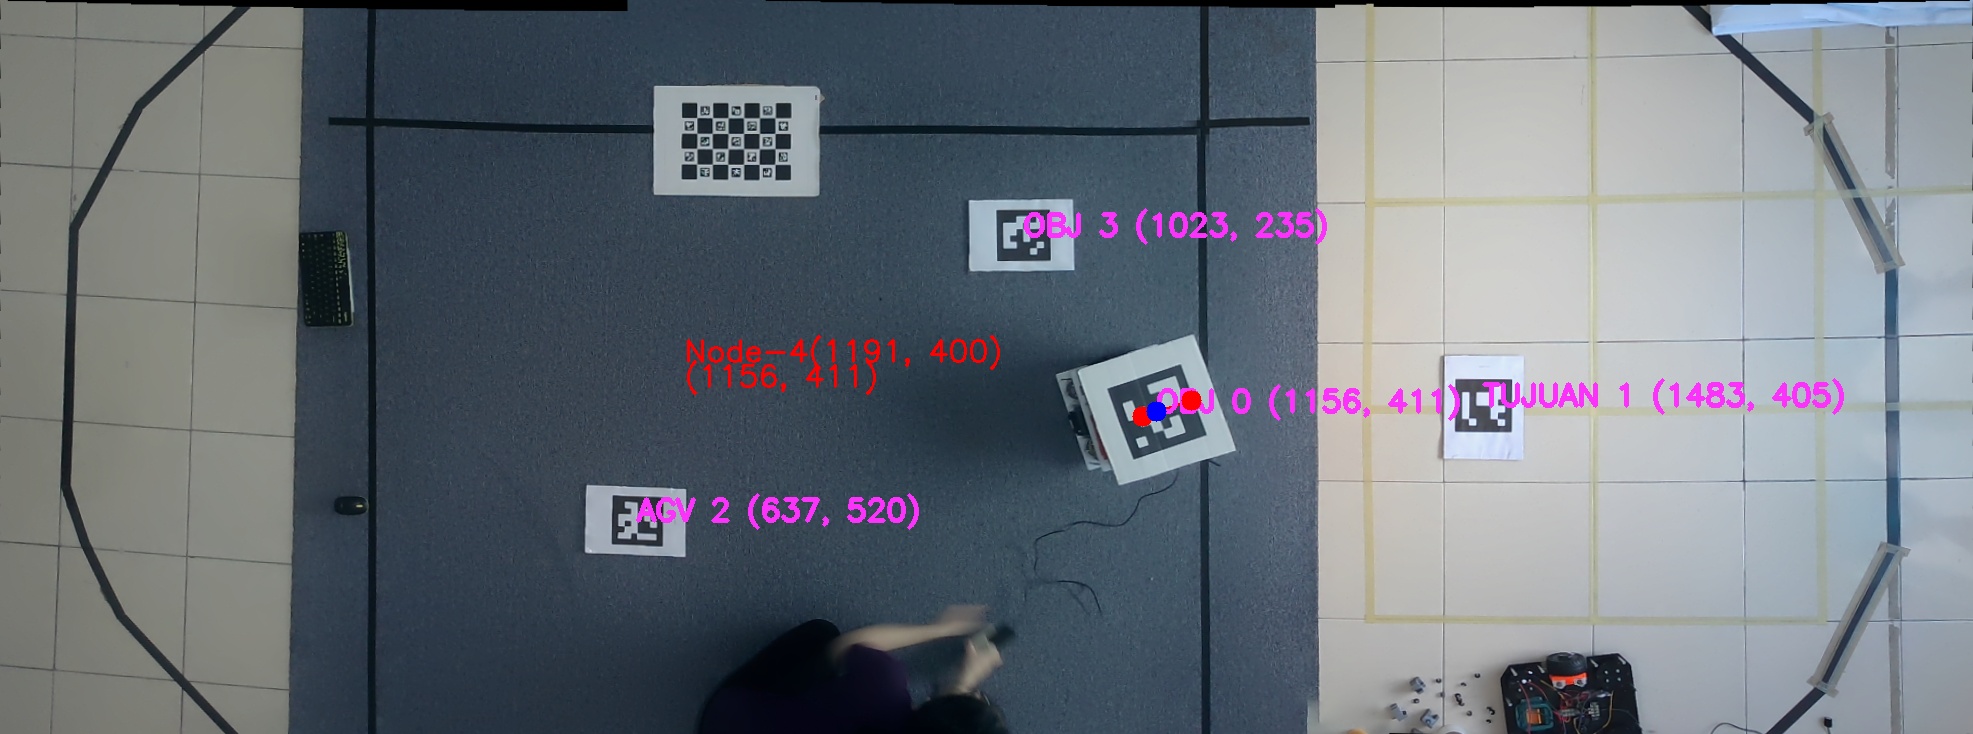 OBJ 3 (1023, 235)
Node-4(1191, 400)
(1156, 411)
OBJ 0 (1156, 411)
TUJUAN 1 (1483, 405)
AGV 2 (637, 520)